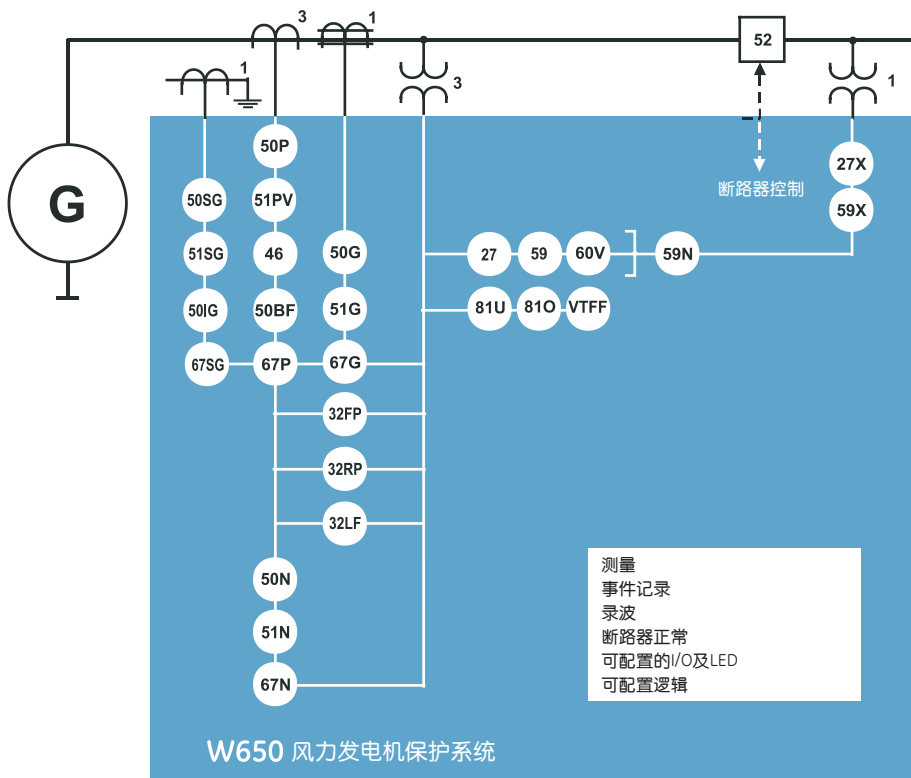 3
1
52
1
3
1
G
50P
27X
50SG
51PV
断路器控制
59X
51SG
46
50G
27
59
60V
59N
50IG
50BF
51G
81U
81O
VTFF
67SG
67P
67G
32FP
32RP
32LF
50N
51N
67N
测量
事件记录
录波
断路器正常
可配置的I/O及LED
可配置逻辑
W650 风力发电机保护系统